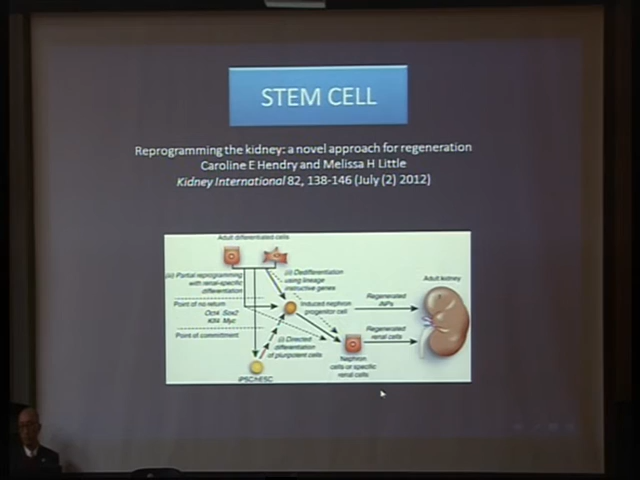 STEM CELL
Reprogramming the kidney: a novel approach for regeneration
Caroline E Hendry and Melissa H Little
Kidney International 82, 138-146 (July (2) 2012)
Adult differentiated cells
(iii) Partial reprogramming
with renal-specific
differentiation
(ii) Dedifferentiation
using lineage
instructive genes
Adult kidney
Point of no return
Oct4 Sox2
Klf4 Myc
Induced nephron
progenitor cell
Regenerated
iNPs
Point of commitment
(i) Directed
differentiation
of pluripotent cells
Regenerated
renal cells
Nephron
cells or specific
renal cells
iPSC/hESC